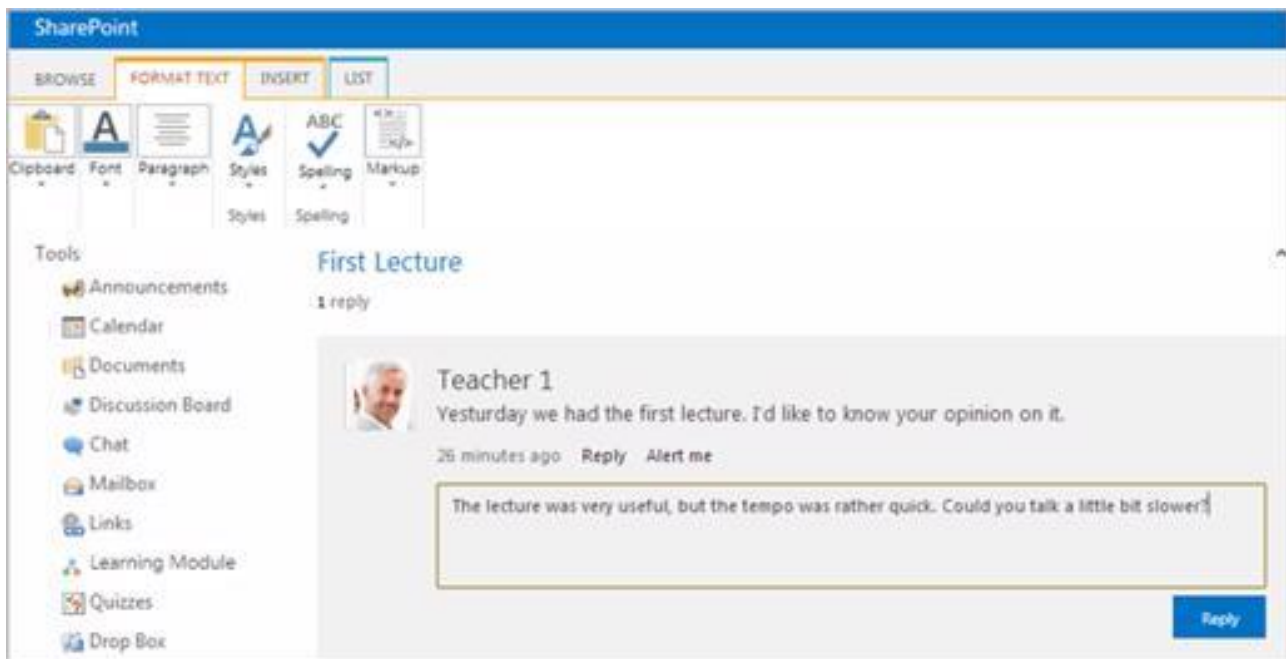 SharePoint
BROWSE FORMAT TEXT INSERT LIST
ABC
Clipboard Font Paragraph Styles Spelling Markup
Styles Spelling
Tools
Announcements
Calendar
Documents
Discussion Board
Chat
Mailbox
Links
Learning Module
Quizzes
Drop Box
First Lecture
1 reply
Teacher 1
Yesturday we had the first lecture. I'd like to know your opinion on it.
26 minutes ago Reply Alert me
The lecture was very useful, but the tempo was rather quick. Could you talk a little bit slower?
Reply